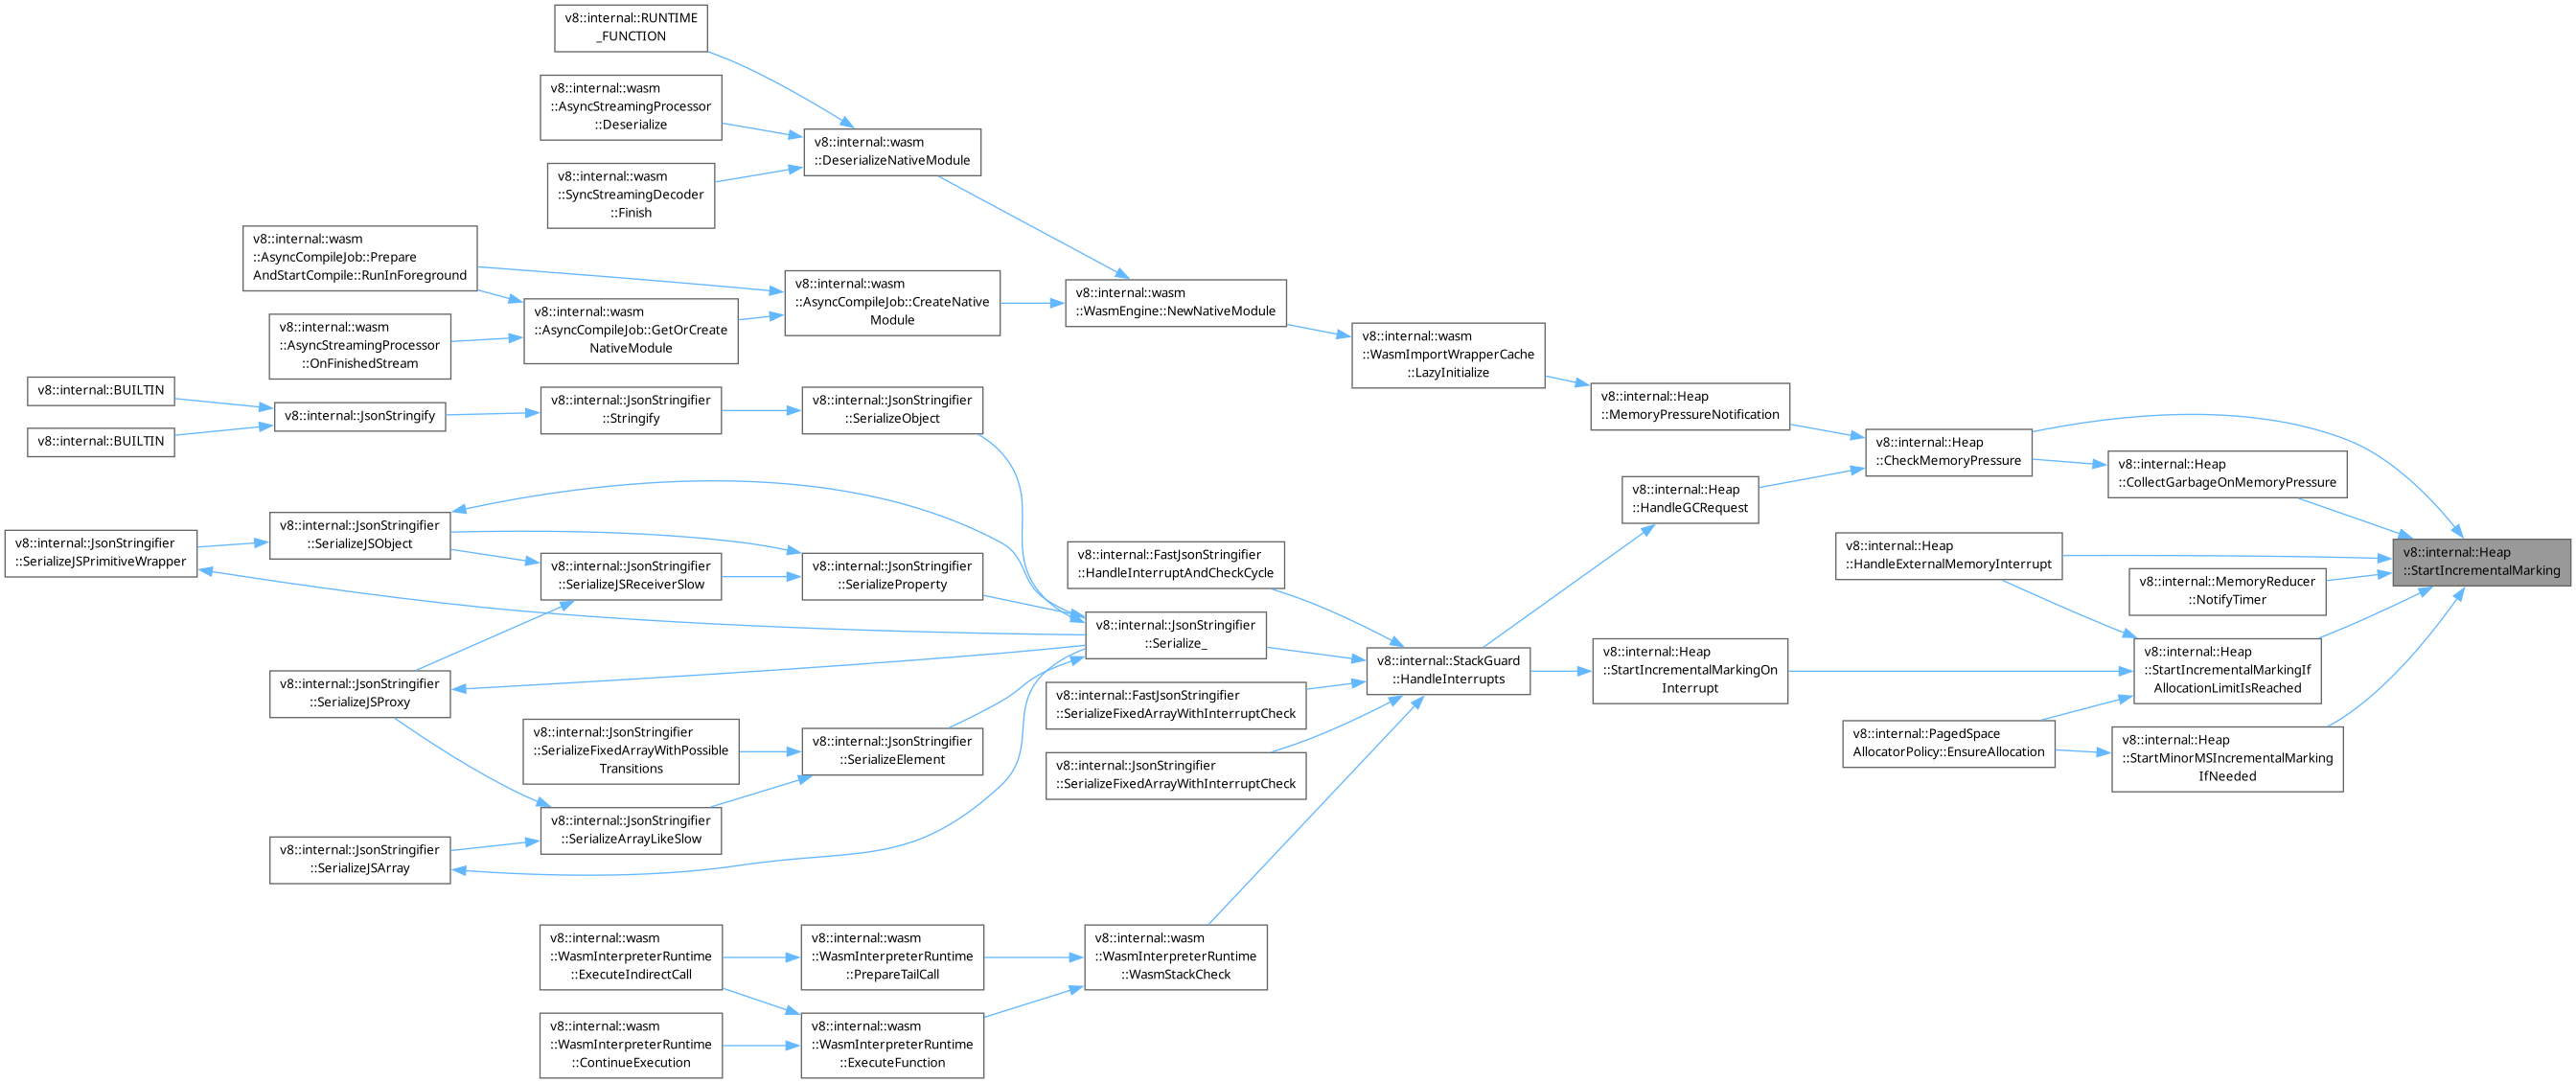 v8::internal::RUNTIME
_FUNCTION
v8::internal::wasm
::AsyncStreamingProcessor
::Deserialize
v8::internal::wasm
::DeserializeNativeModule
v8::internal::wasm
::SyncStreamingDecoder
::Finish
v8::internal::wasm
::AsyncCompileJob::Prepare
AndStartCompile::RunInForeground
v8::internal::wasm
::AsyncCompileJob::CreateNative
Module
v8::internal::wasm
::WasmEngine::NewNativeModule
v8::internal::wasm
::AsyncCompileJob::GetOrCreate
NativeModule
v8::internal::wasm
::AsyncStreamingProcessor
::OnFinishedStream
v8::internal::wasm
::WasmImportWrapperCache
::LazyInitialize
v8::internal::BUILTIN
v8::internal::JsonStringify
v8::internal::BUILTIN
v8::internal::JsonStringifier
::Stringify
v8::internal::JsonStringifier
::SerializeObject
v8::internal::Heap
::MemoryPressureNotification
v8::internal::Heap
::CheckMemoryPressure
v8::internal::Heap
::CollectGarbageOnMemoryPressure
v8::internal::Heap
::HandleGCRequest
v8::internal::JsonStringifier
::SerializeJSPrimitiveWrapper
v8::internal::JsonStringifier
::SerializeJSObject
v8::internal::JsonStringifier
::SerializeJSReceiverSlow
v8::internal::JsonStringifier
::SerializeProperty
v8::internal::FastJsonStringifier
::HandleInterruptAndCheckCycle
v8::internal::Heap
::HandleExternalMemoryInterrupt
v8::internal::Heap
::StartIncrementalMarking
v8::internal::MemoryReducer
::NotifyTimer
v8::internal::JsonStringifier
::Serialize_
v8::internal::StackGuard
::HandleInterrupts
v8::internal::Heap
::StartIncrementalMarkingOn
Interrupt
v8::internal::Heap
::StartIncrementalMarkingIf
AllocationLimitIsReached
v8::internal::JsonStringifier
::SerializeJSProxy
v8::internal::FastJsonStringifier
::SerializeFixedArrayWithInterruptCheck
v8::internal::JsonStringifier
::SerializeFixedArrayWithPossible
Transitions
v8::internal::JsonStringifier
::SerializeElement
v8::internal::JsonStringifier
::SerializeFixedArrayWithInterruptCheck
v8::internal::PagedSpace
AllocatorPolicy::EnsureAllocation
v8::internal::Heap
::StartMinorMSIncrementalMarking
IfNeeded
v8::internal::JsonStringifier
::SerializeArrayLikeSlow
v8::internal::JsonStringifier
::SerializeJSArray
v8::internal::wasm
::WasmInterpreterRuntime
::ExecuteIndirectCall
v8::internal::wasm
::WasmInterpreterRuntime
::PrepareTailCall
v8::internal::wasm
::WasmInterpreterRuntime
::WasmStackCheck
v8::internal::wasm
::WasmInterpreterRuntime
::ContinueExecution
v8::internal::wasm
::WasmInterpreterRuntime
::ExecuteFunction